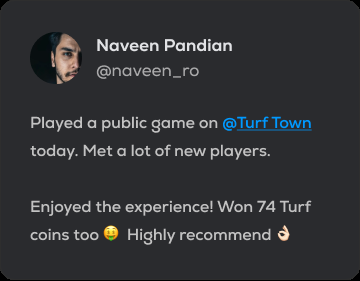 Naveen Pandian
@naveen_ro
Played a public game on @Turf Town
today. Met a lot of new players.
Enjoyed the experience! Won 74 Turf
coins too 🤑 Highly recommend 👌🏻